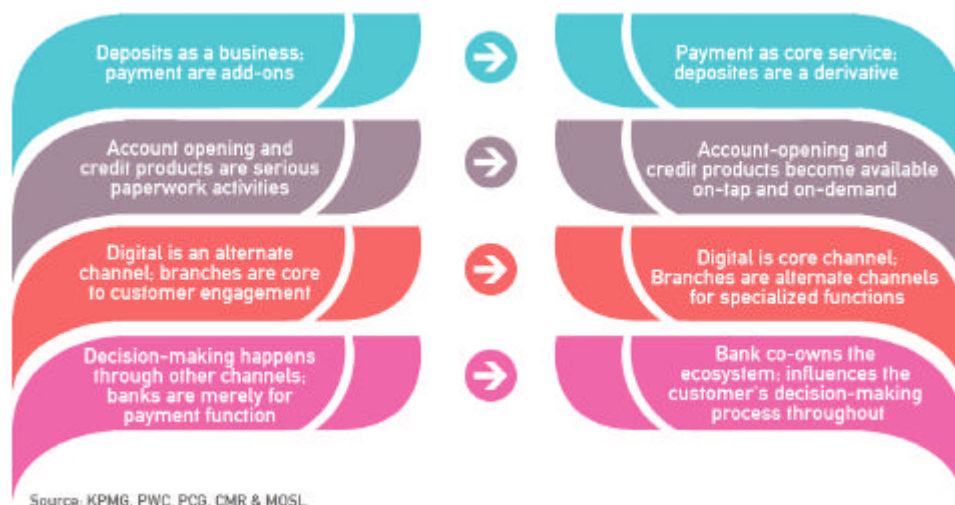 Deposits as a business;
payment are add-ons
Payment as core service;
deposites are a derivative
Account opening and
credit products are serious
paperwork activities
Account-opening and
credit products become available
on-tap and on-demand
Digital is an alternate
channel; branches are core
to customer engagement
Digital is core channel;
Branches are alternate channels
for specialized functions
Decision-making happens
through other channels;
banks are merely for
payment function
Bank co-owns the
ecosystem; influences the
customer's decision-making
process throughout
Source: KPMG, PWC, PCG, CMR & MOSL